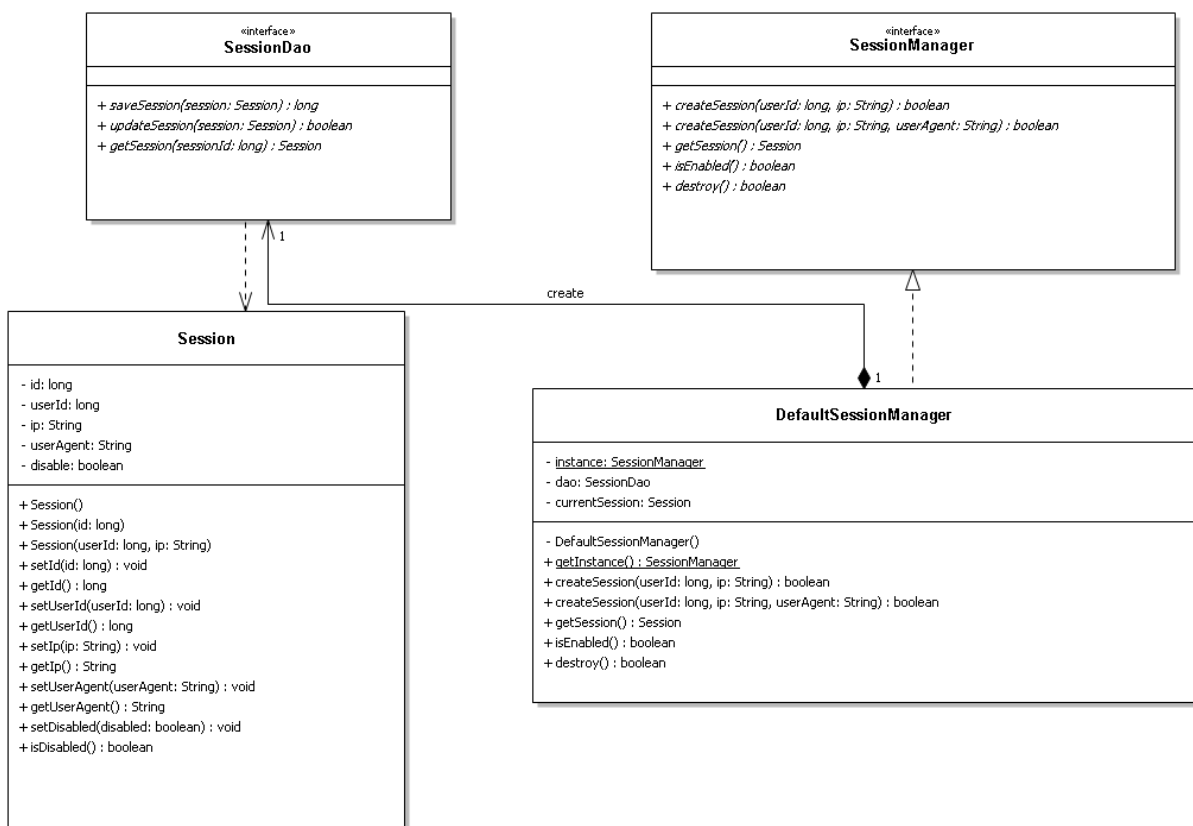 «interface»
SessionDao
+ saveSession(session: Session) : long
+ updateSession(session: Session) : boolean
+ getSession(sessionId: long) : Session
«interface»
SessionManager
+ createSession(userId: long, ip: String) : boolean
+ createSession(userId: long, ip: String, userAgent: String) : boolean
+ getSession() : Session
+ isEnabled() : boolean
+ destroy() : boolean
1
create
1
Session
- id: long
- userId: long
- ip: String
- userAgent: String
- disable: boolean
+ Session()
+ Session(id: long)
+ Session(userId: long, ip: String)
+ setId(id: long) : void
+ getId() : long
+ setUserId(userId: long) : void
+ getUserId() : long
+ setIp(ip: String) : void
+ getIp() : String
+ setUserAgent(userAgent: String) : void
+ getUserAgent() : String
+ setDisabled(disabled: boolean) : void
+ isDisabled() : boolean
DefaultSessionManager
- instance: SessionManager
- dao: SessionDao
- currentSession: Session
- DefaultSessionManager()
+ getInstance() : SessionManager
+ createSession(userId: long, ip: String) : boolean
+ createSession(userId: long, ip: String, userAgent: String) : boolean
+ getSession() : Session
+ isEnabled() : boolean
+ destroy() : boolean